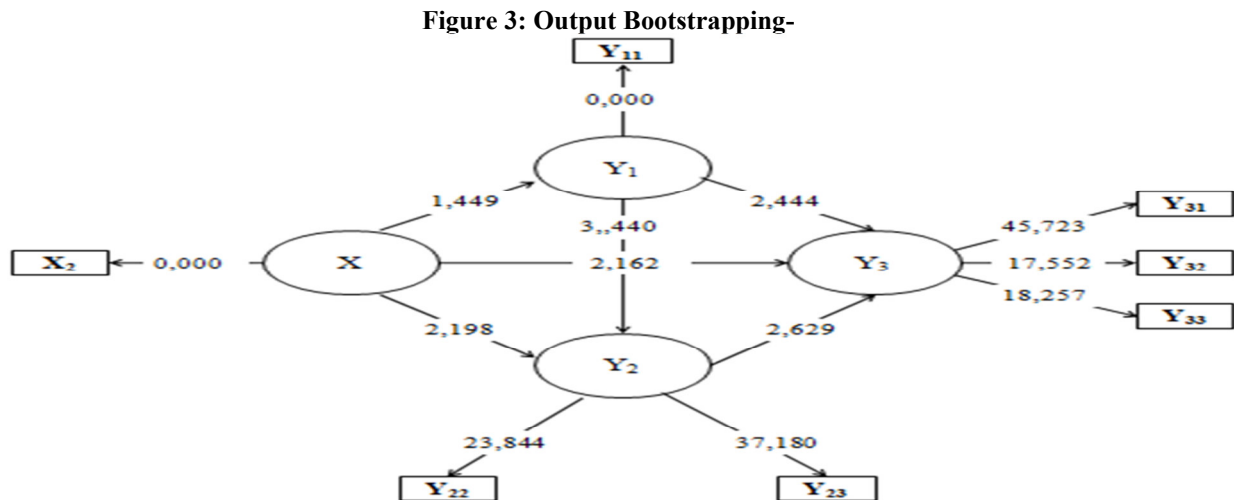 Figure 3: Output Bootstrapping-
Y11
0,000
Y1
1,449
2,444
3,,440
Y31
45,723
X2
0,000
X
2,162
Y3
17,552
Y32
18,257
Y33
2,198
2,629
Y2
23,844
37,180
Y22
Y23